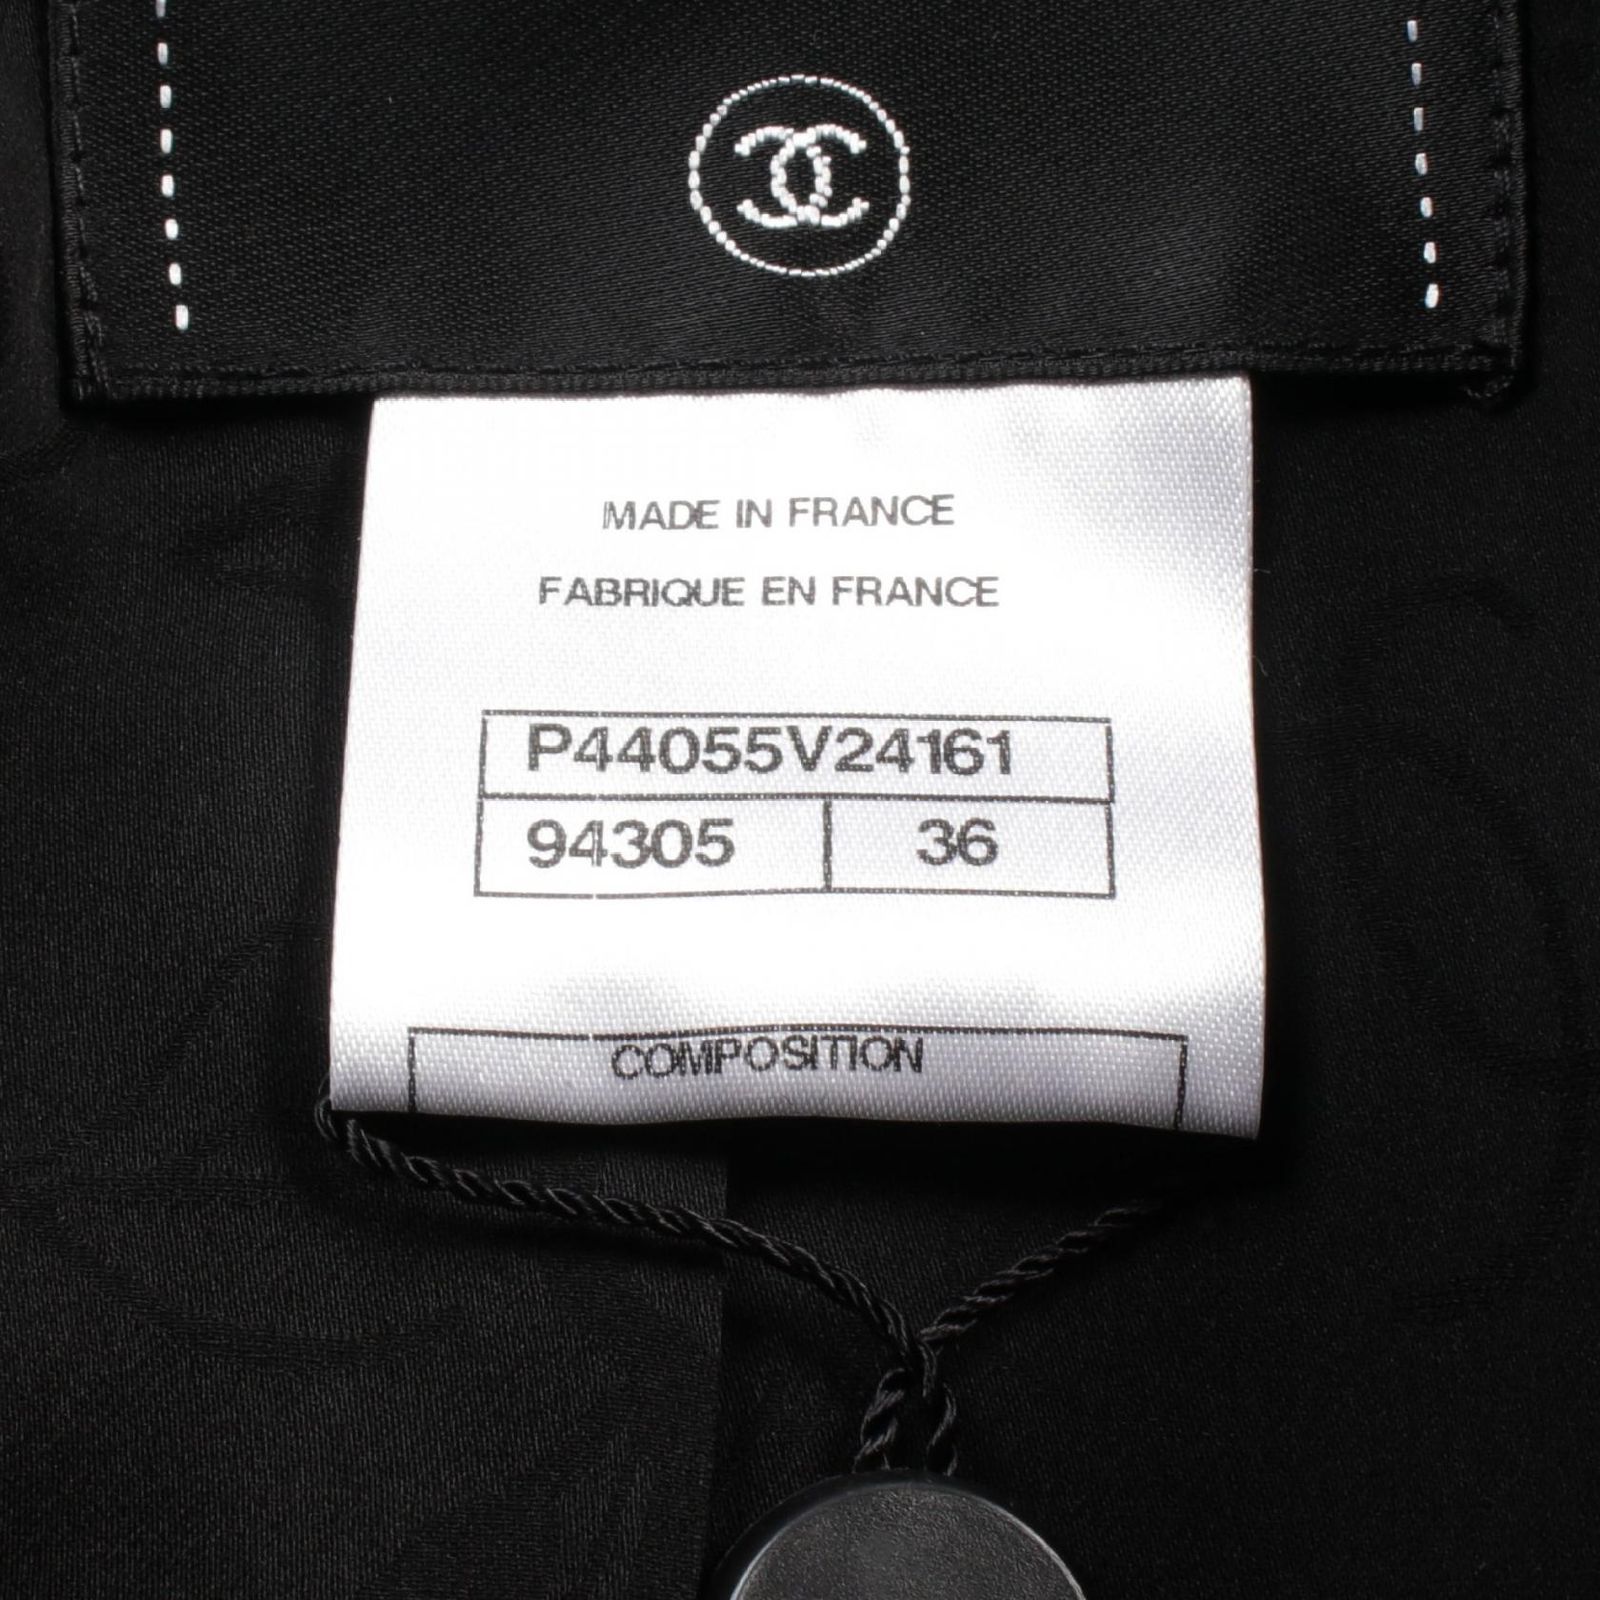 MADE IN FRANCE
FABRIQUE EN FRANCE
P44055V24161
94305 36
COMPOSITION